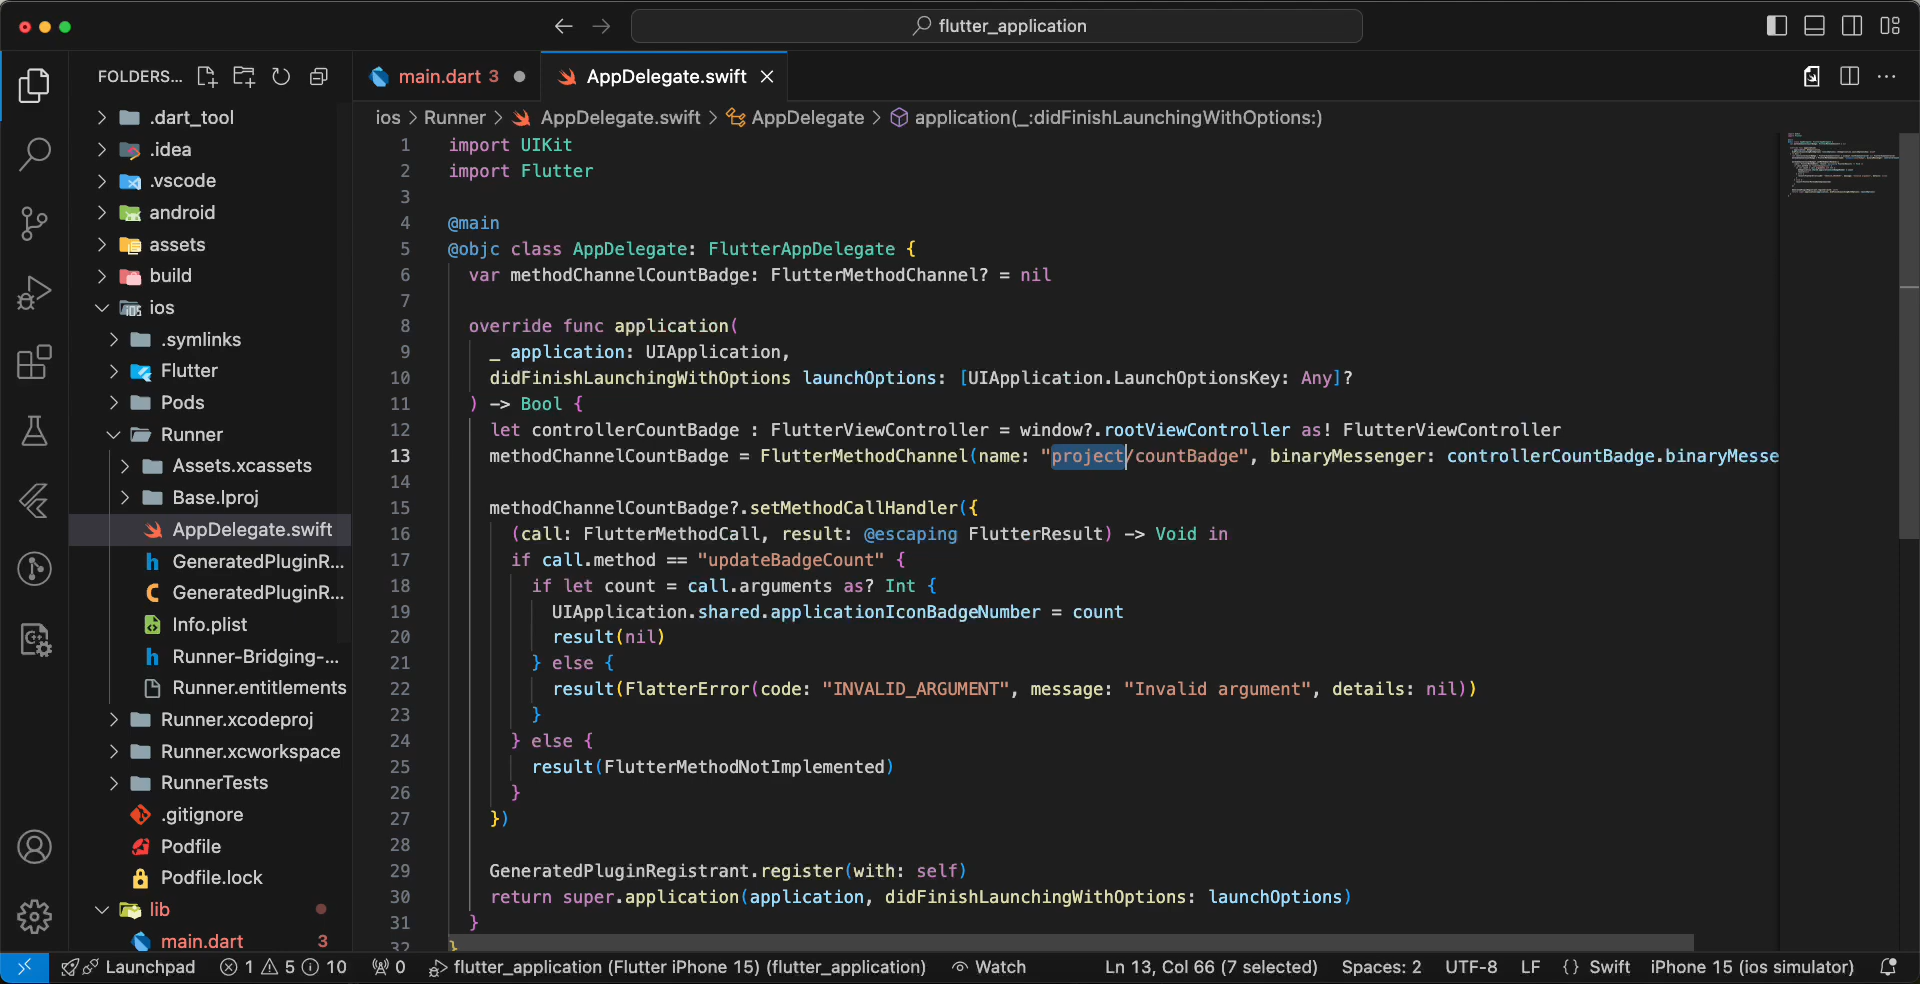 flutter_application
FOLDERS...
.dart_tool
.idea
.vscode
android
assets
build
ios
.symlinks
Flutter
Pods
Runner
Assets.xcassets
Base.lproj
AppDelegate.swift
GeneratedPluginR...
GeneratedPluginR...
Info.plist
Runner-Bridging-...
Runner.entitlements
Runner.xcodeproj
Runner.xcworkspace
RunnerTests
.gitignore
Podfile
Podfile.lock
lib
main.dart 3
main.dart 3 AppDelegate.swift
ios > Runner > AppDelegate.swift > AppDelegate > application(_:didFinishLaunchingWithOptions:)
1 import UIKit
2 import Flutter
3
4 @main
5 @objc class AppDelegate: FlutterAppDelegate {
6 var methodChannelCountBadge: FlutterMethodChannel? = nil
7
8 override func application(
9 _ application: UIApplication,
10 didFinishLaunchingWithOptions launchOptions: [UIApplication.LaunchOptionsKey: Any]?
11 ) -> Bool {
12 let controllerCountBadge : FlutterViewController = window?.rootViewController as! FlutterViewController
13 methodChannelCountBadge = FlutterMethodChannel(name: "project/countBadge", binaryMessenger: controllerCountBadge.binaryMesse
14
15 methodChannelCountBadge?.setMethodCallHandler({
16 (call: FlutterMethodCall, result: @escaping FlutterResult) -> Void in
17 if call.method == "updateBadgeCount" {
18 if let count = call.arguments as? Int {
19 UIApplication.shared.applicationIconBadgeNumber = count
20 result(nil)
21 } else {
22 result(FlatterError(code: "INVALID_ARGUMENT", message: "Invalid argument", details: nil))
23 }
24 } else {
25 result(FlutterMethodNotImplemented)
26 }
27 })
28
29 GeneratedPluginRegistrant.register(with: self)
30 return super.application(application, didFinishLaunchingWithOptions: launchOptions)
31 }
32 }
Launchpad 1 5 10 0 flutter_application (Flutter iPhone 15) (flutter_application) Watch Ln 13, Col 66 (7 selected) Spaces: 2 UTF-8 LF {} Swift iPhone 15 (ios simulator)